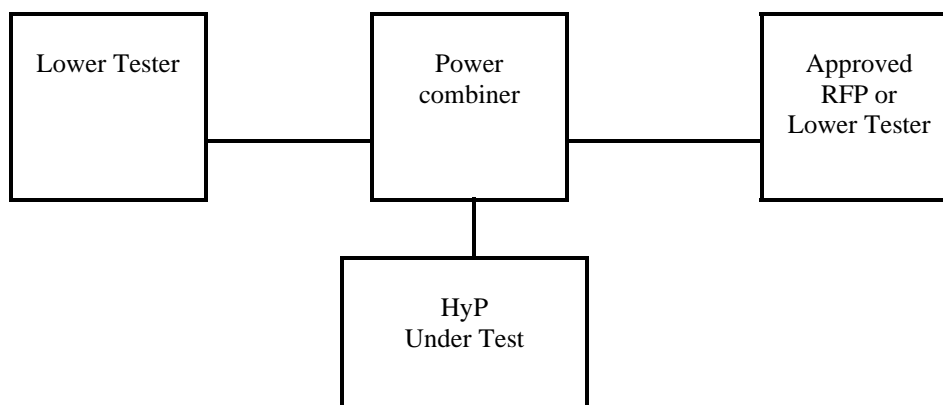 Lower Tester
Power
combiner
Approved
RFP or
Lower Tester
HyP
Under Test